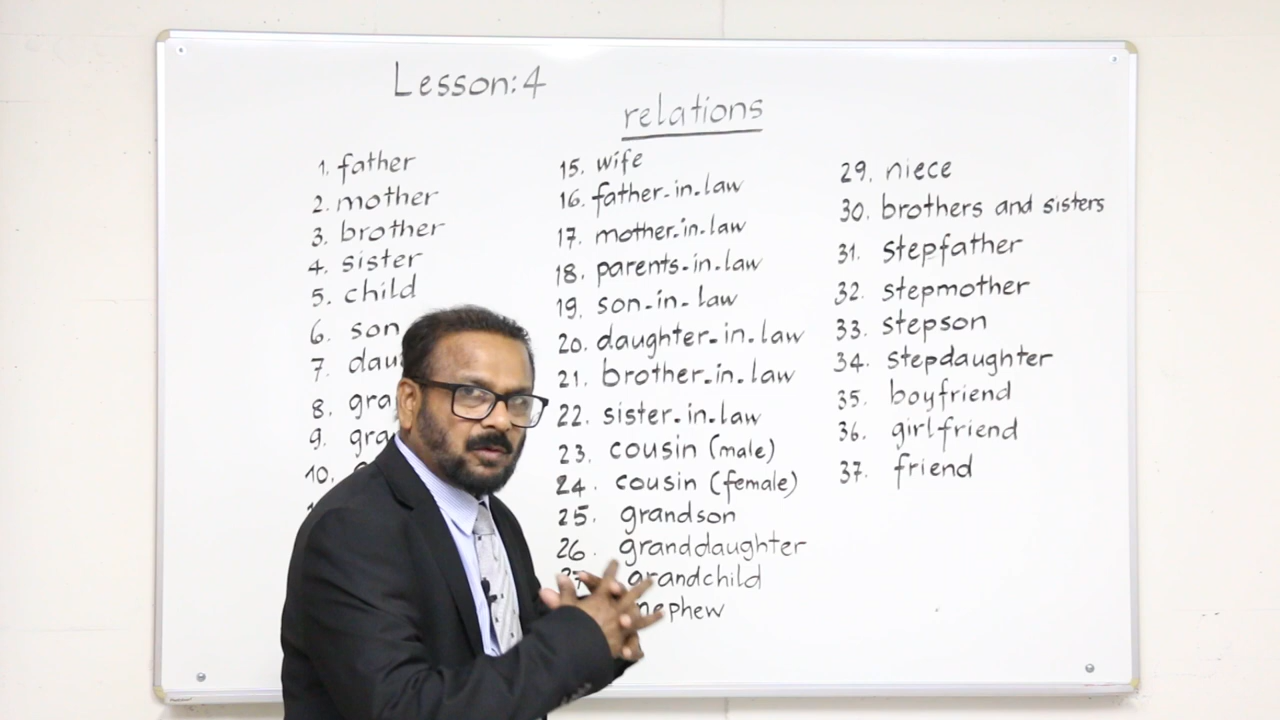 Lesson: 4
relations
1. father
2. mother
3. brother
4. sister
5. child
6. son
7.
8.
9.
10.
15. wife
16. father-in-law
17. mother-in-law
18. parents-in-law
19. son-in-law
20. daughter-in-law
21. brother-in-law
22. sister-in-law
23. cousin (male)
24. cousin (female)
25. grandson
26. granddaughter
grandchild
nephew
29. niece
30. brothers and sisters
31. stepfather
32. stepmother
33. stepson
34. stepdaughter
35. boyfriend
36. girlfriend
37. friend